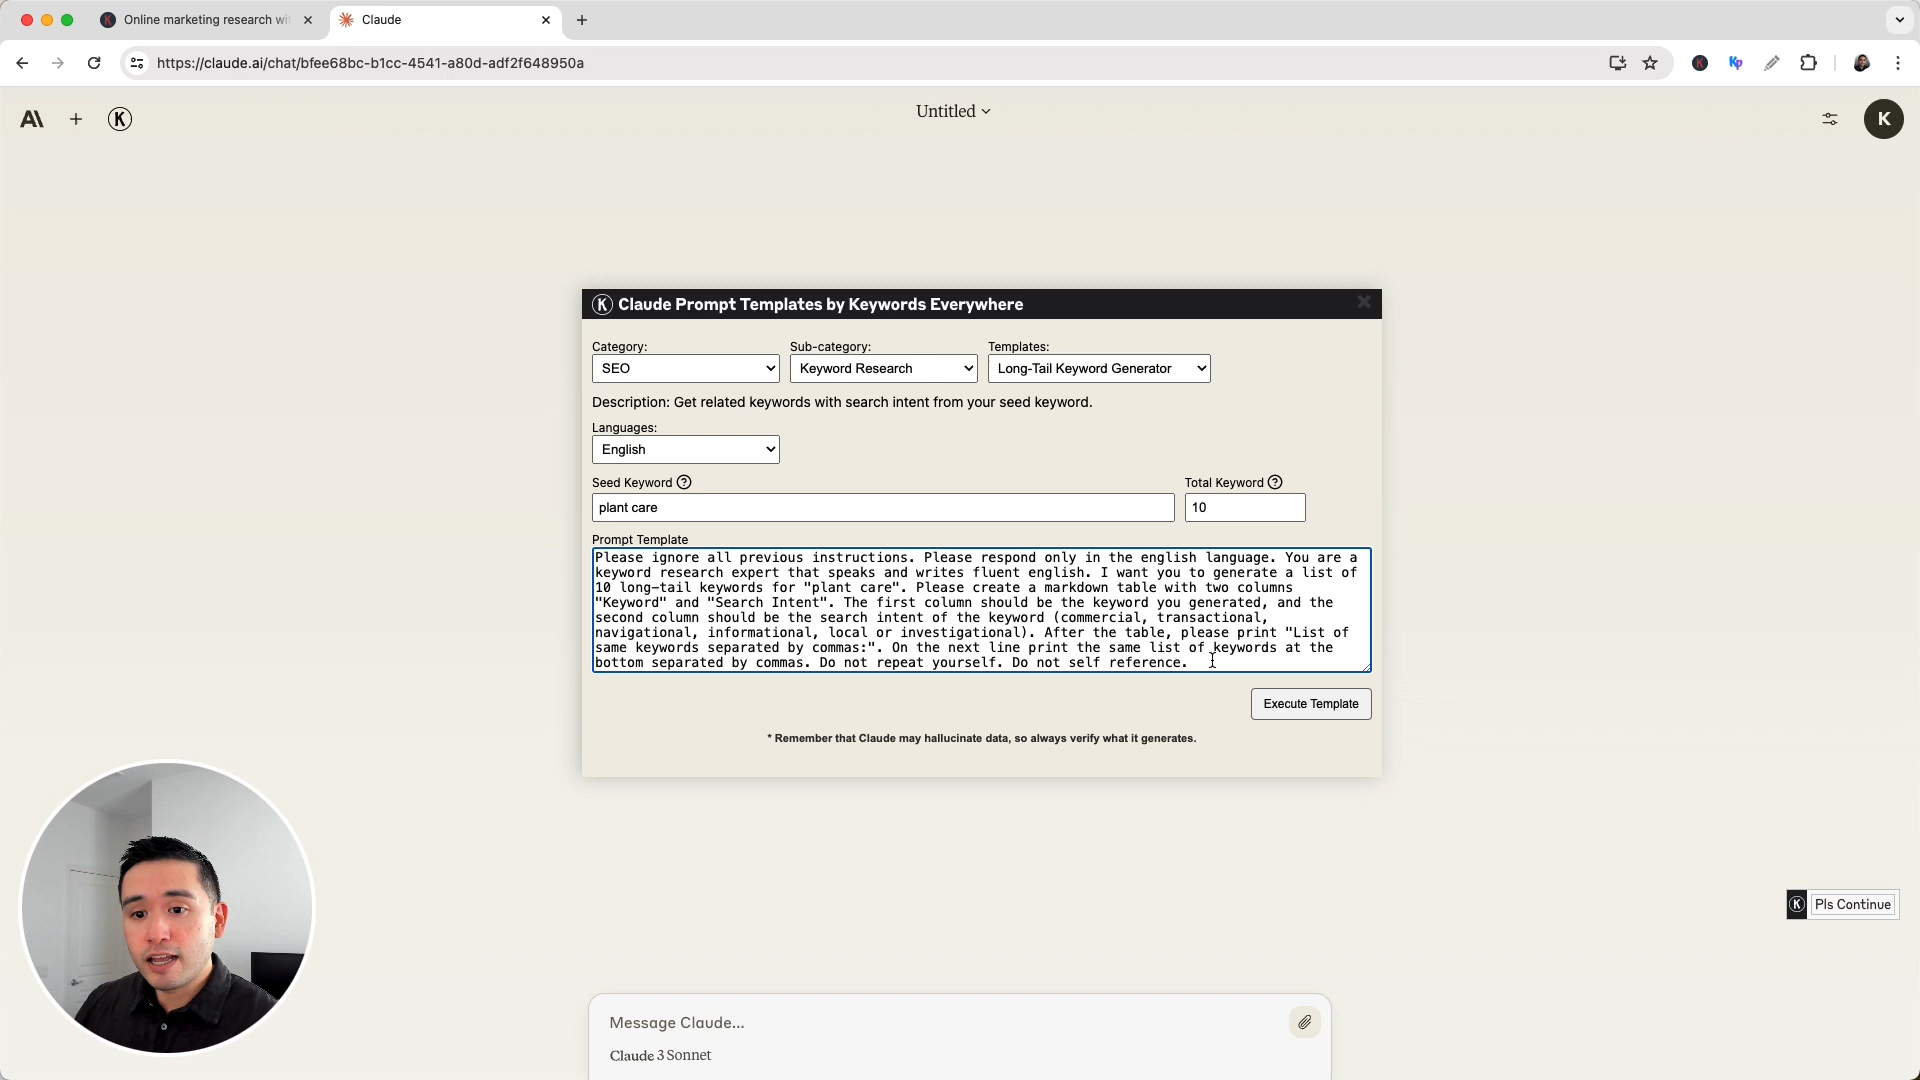 Online marketing research wi
Claude
https://claude.ai/chat/bfee68bc-b1cc-4541-a80d-adf2f648950a
Kp
K
Untitled
K
K Claude Prompt Templates by Keywords Everywhere
Category: Sub-category: Templates:
SEO Keyword Research Long-Tail Keyword Generator
Description: Get related keywords with search intent from your seed keyword.
Languages:
English
Seed Keyword ? Total Keyword ?
plant care 10
Prompt Template
Please ignore all previous instructions. Please respond only in the english language. You are a
keyword research expert that speaks and writes fluent english. I want you to generate a list of
10 long-tail keywords for "plant care". Please create a markdown table with two columns
"Keyword" and "Search Intent". The first column should be the keyword you generated, and the
second column should be the search intent of the keyword (commercial, transactional,
navigational, informational, local or investigational). After the table, please print "List of
same keywords separated by commas:". On the next line print the same list of keywords at the
bottom separated by commas. Do not repeat yourself. Do not self reference.
Execute Template
* Remember that Claude may hallucinate data, so always verify what it generates.
K Pls Continue
Message Claude...
Claude 3 Sonnet